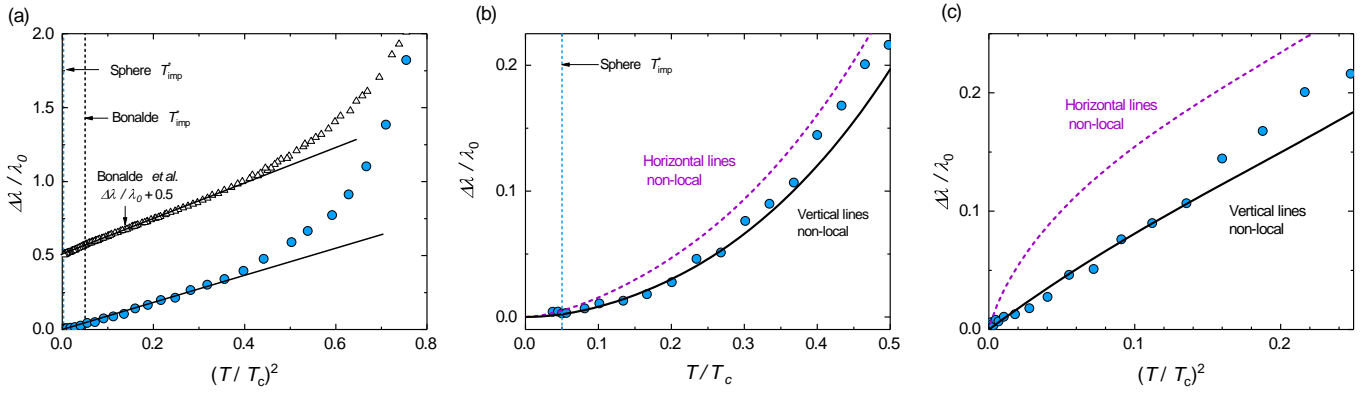 (a)
2.0
1.5
1.0
0.5
0.0
Δλ / λ0
Sphere T*imp
Bonalde T*imp
Bonalde et al.
Δλ / λ0 + 0.5
0.0 0.2 0.4 0.6 0.8
(T / Tc)2
(b)
0.2
0.1
0.0
Δλ / λ0
Sphere T*imp
Horizontal lines
non-local
Vertical lines
non-local
0.0 0.1 0.2 0.3 0.4 0.5
T / Tc
(c)
0.2
0.1
0.0
Δλ / λ0
Horizontal lines
non-local
Vertical lines
non-local
0.0 0.1 0.2
(T / Tc)2